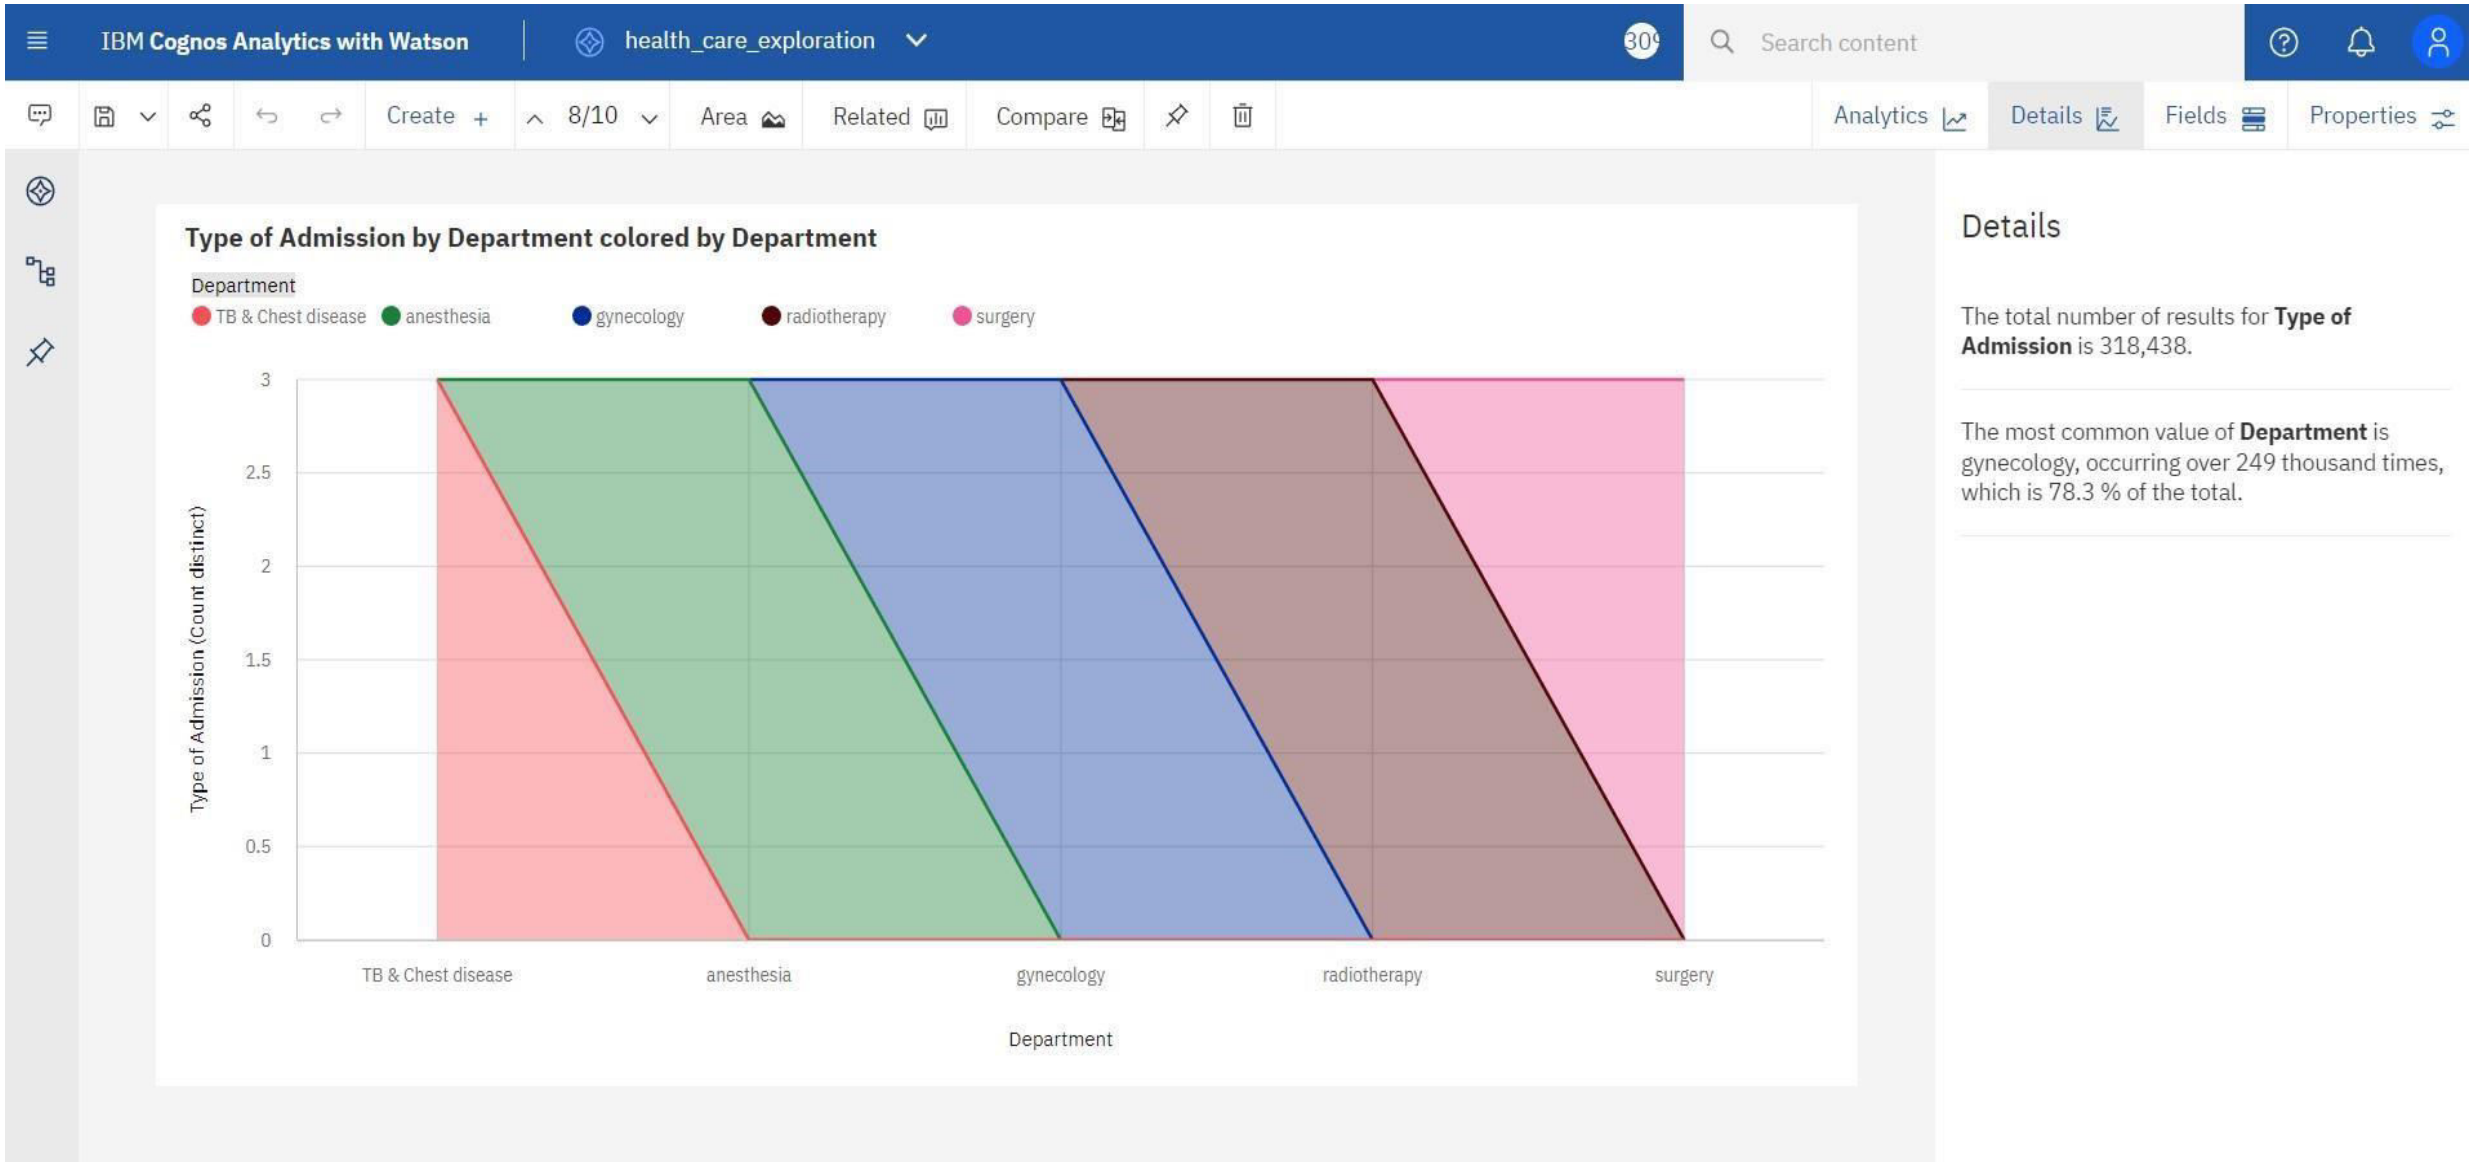 IBM Cognos Analytics with Watson
health_care_exploration
Search content
Create +
8/10
Area
Related
Compare
Analytics
Details
Fields
Properties
Type of Admission by Department colored by Department
Department
TB & Chest disease
anesthesia
gynecology
radiotherapy
surgery
Type of Admission (Count distinct)
3
2.5
2
1.5
1
0.5
0
TB & Chest disease
anesthesia
gynecology
radiotherapy
surgery
Department
Details
The total number of results for Type of
Admission is 318,438.
The most common value of Department is
gynecology, occurring over 249 thousand times,
which is 78.3 % of the total.